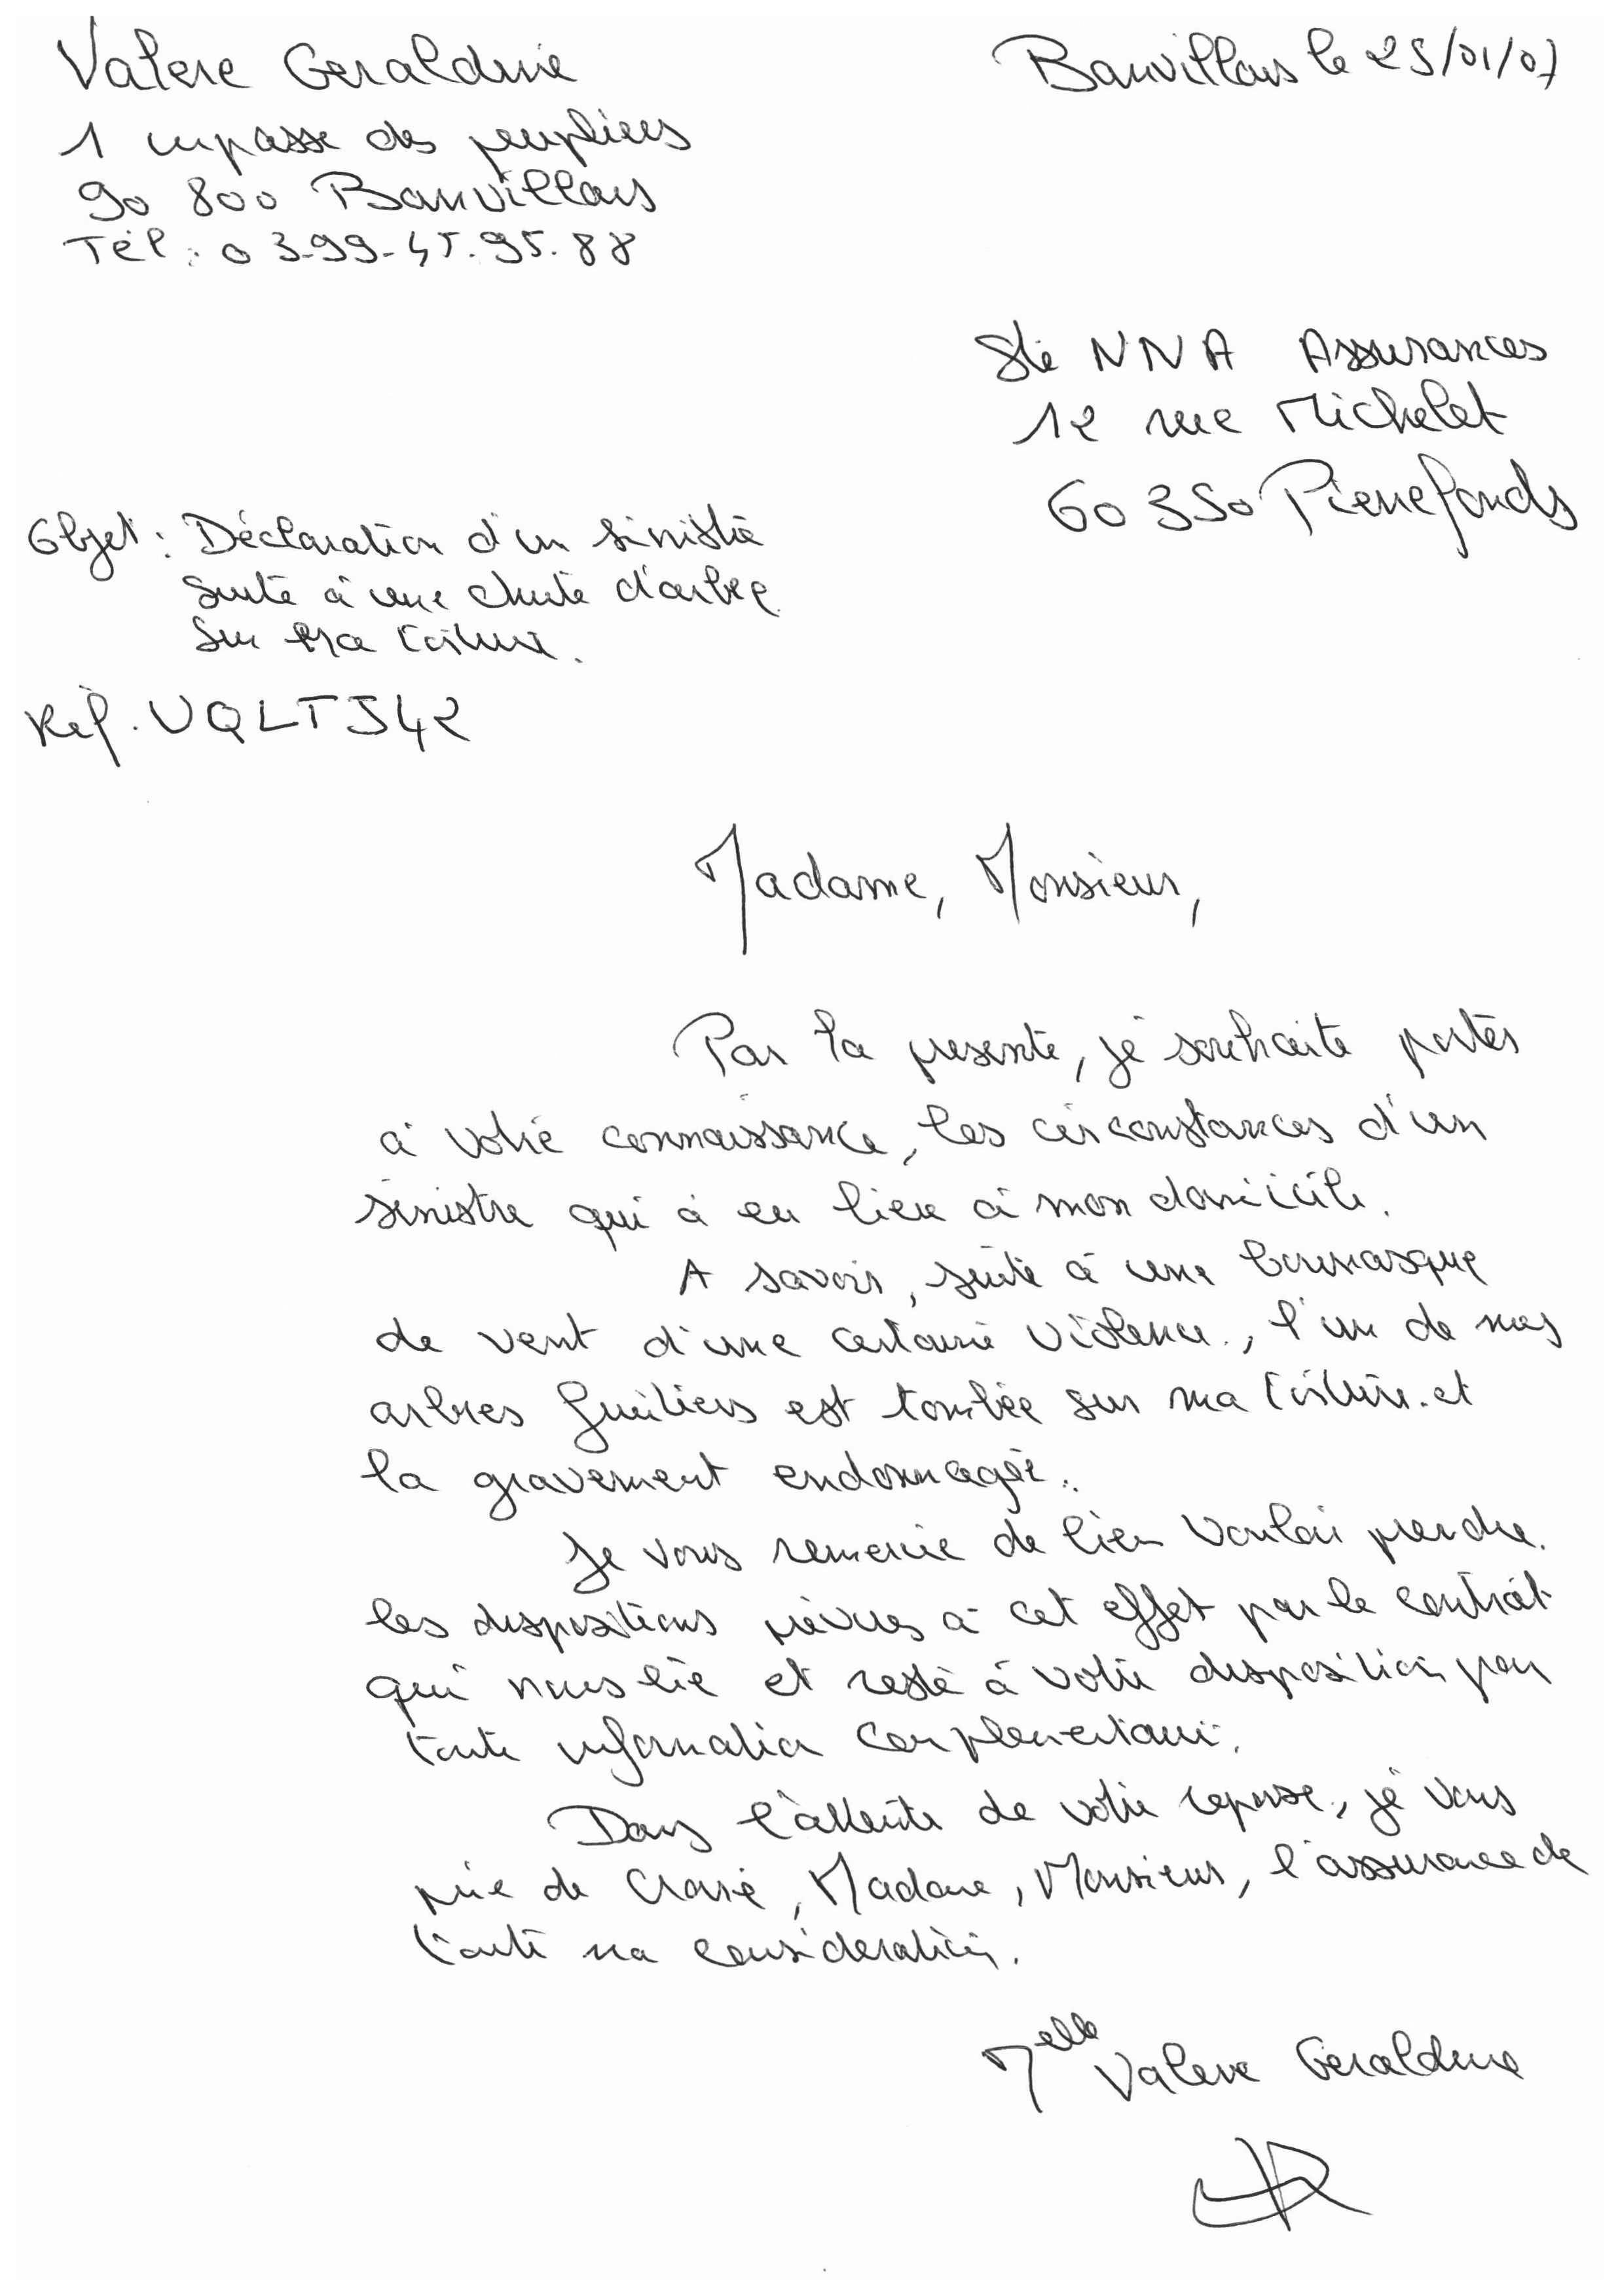 Valere Geraldine
Banvillars le 25/01/07
1 impasse des peupliers
90 800 Banvillars
Tél : 03-99-45.95.88
Sté NNA Assurances
12 rue Michelet
60 350 Pierrefonds
Objet : Déclaration d'un sinistre
suite à une chute d'arbre
sur ma voiture.
Réf. VQLTJ42
Madame, Monsieur,
Par la presente, je souhaite porter
à votre connaissance, les circonstances d'un
sinistre qui à eu lieu à mon domicile.
A savoir, suite à une bourrasque
de vent d'une certaine violence, l'un de mes
arbres fruitiers est tombée sur ma voiture et
la gravement endommagée.
Je vous remercie de bien vouloir prendre
les dispositions prévues à cet effet par le contrat
qui nous lie et reste à votre disposition pour
toute information complementaire.
Dans l'attente de votre reponse, je vous
prie de croire, Madame, Monsieur, l'assurance de
toute ma consideration.
Melle Valere Geraldine